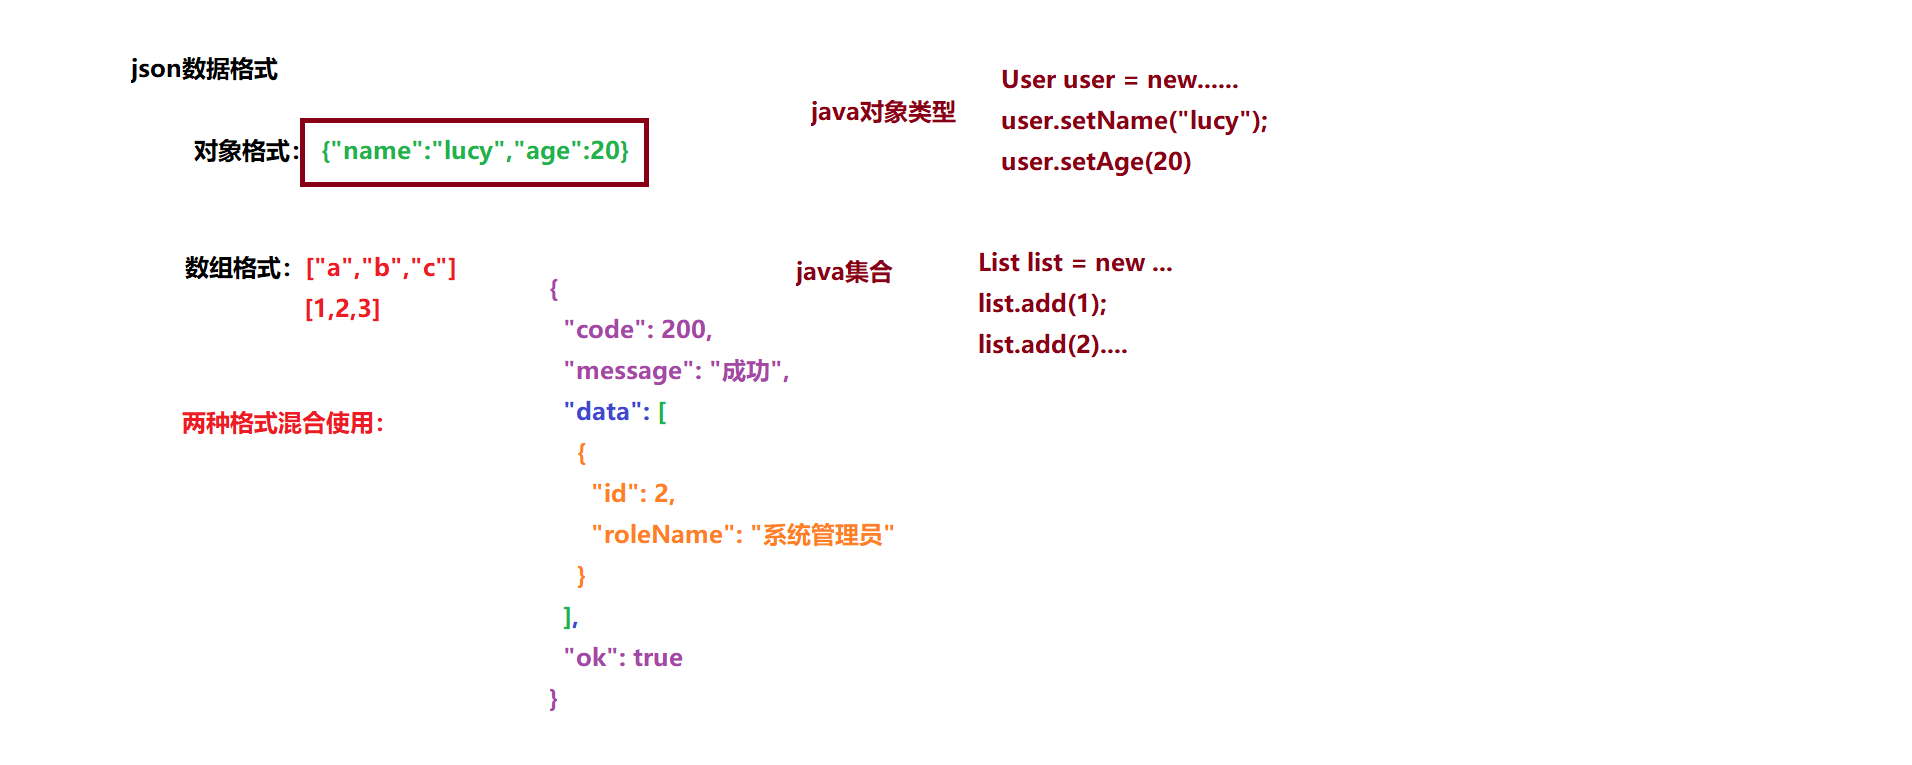 json数据格式
对象格式：{"name":"lucy","age":20}
java对象类型
User user = new......
user.setName("lucy");
user.setAge(20)
数组格式：["a","b","c"]
[1,2,3]
java集合
List list = new ...
list.add(1);
list.add(2)....
两种格式混合使用：
{
"code": 200,
"message": "成功",
"data": [
{
"id": 2,
"roleName": "系统管理员"
}
],
"ok": true
}